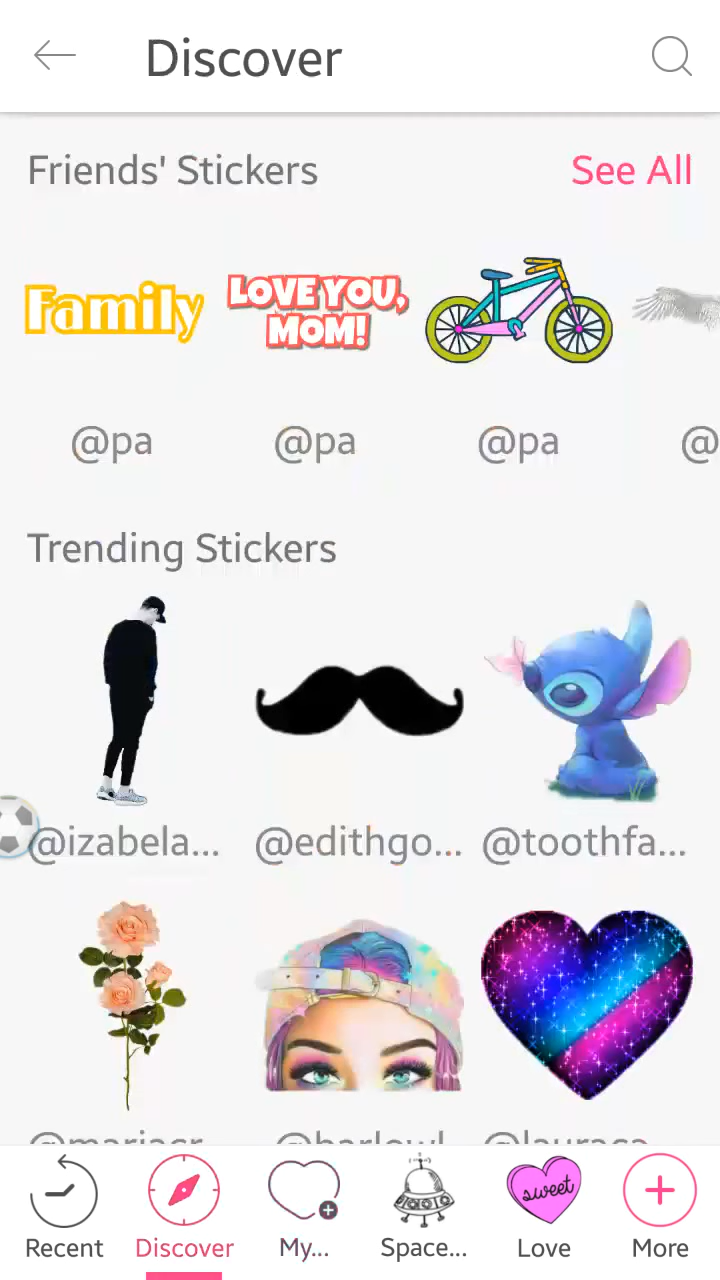 Discover
Friends' Stickers
See All
Family
LOVE YOU,
MOM!
@pa
@pa
@pa
@
Trending Stickers
@izabela...
@edithgo...
@toothfa...
Recent
Discover
My...
Space...
sweet
Love
More